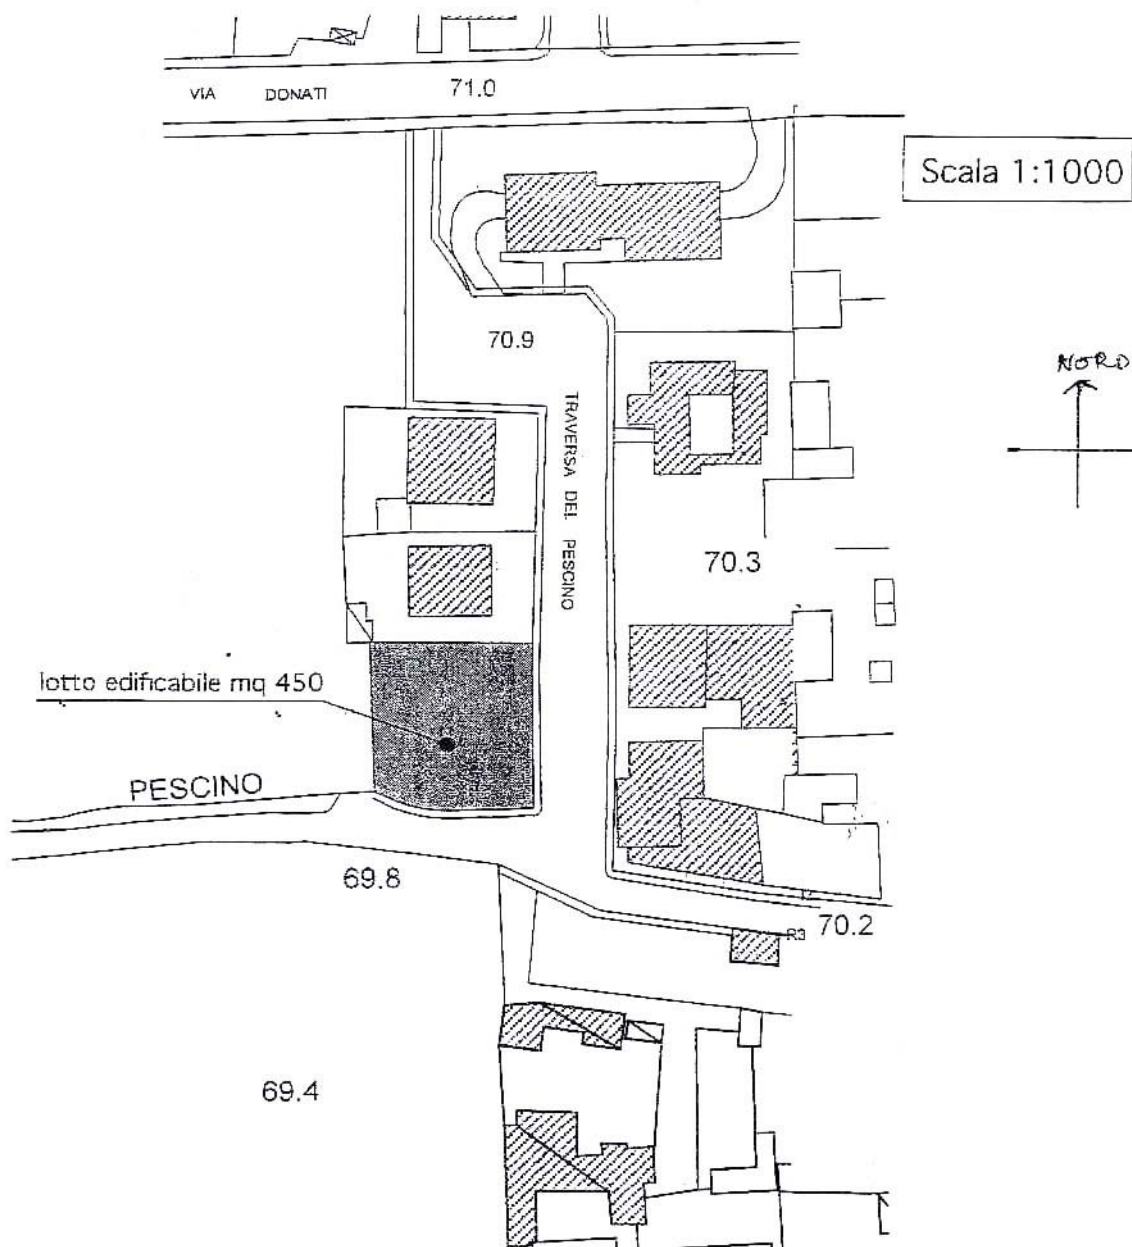 VIA DONATI
71.0
Scala 1:1000
70.9
NORD
TRAVERSA DEL PESCINO
70.3
lotto edificabile mq 450
PESCINO
69.8
70.2
R3
69.4